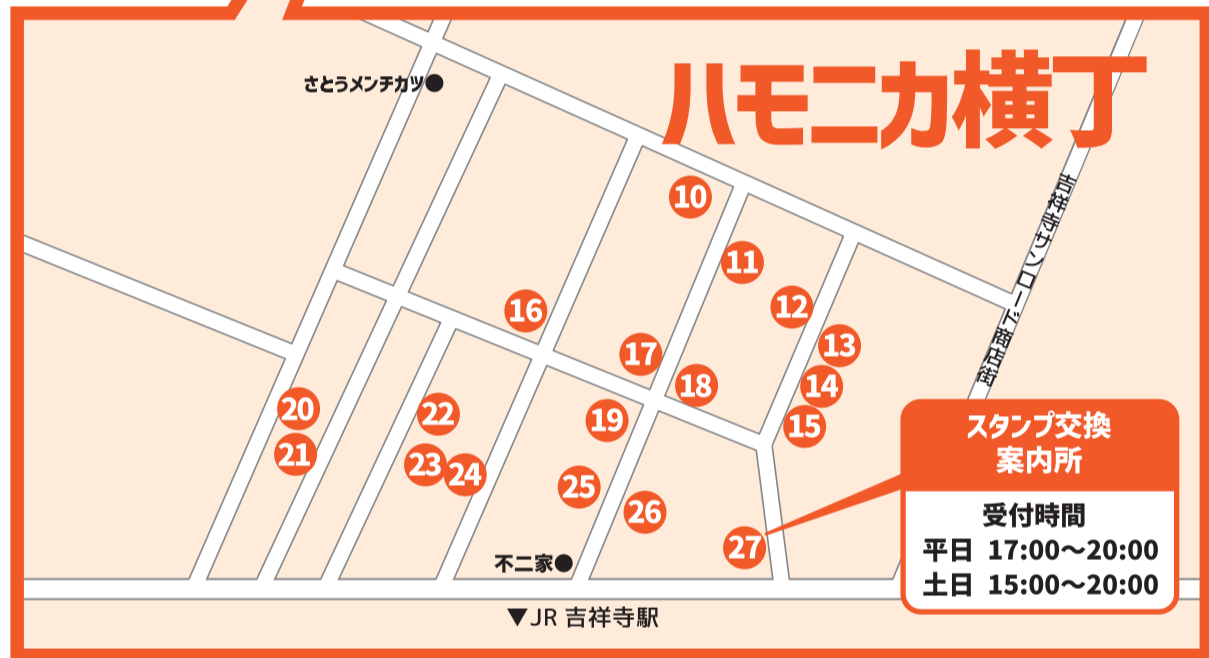 ハモニカ横丁
さとうメンチカツ
吉祥寺サンロード商店街
10
11
12
13
14
15
16
17
18
19
20
21
22
23
24
25
26
27
スタンプ交換
案内所
受付時間
平日 17:00〜20:00
土日 15:00〜20:00
不二家
▼JR 吉祥寺駅